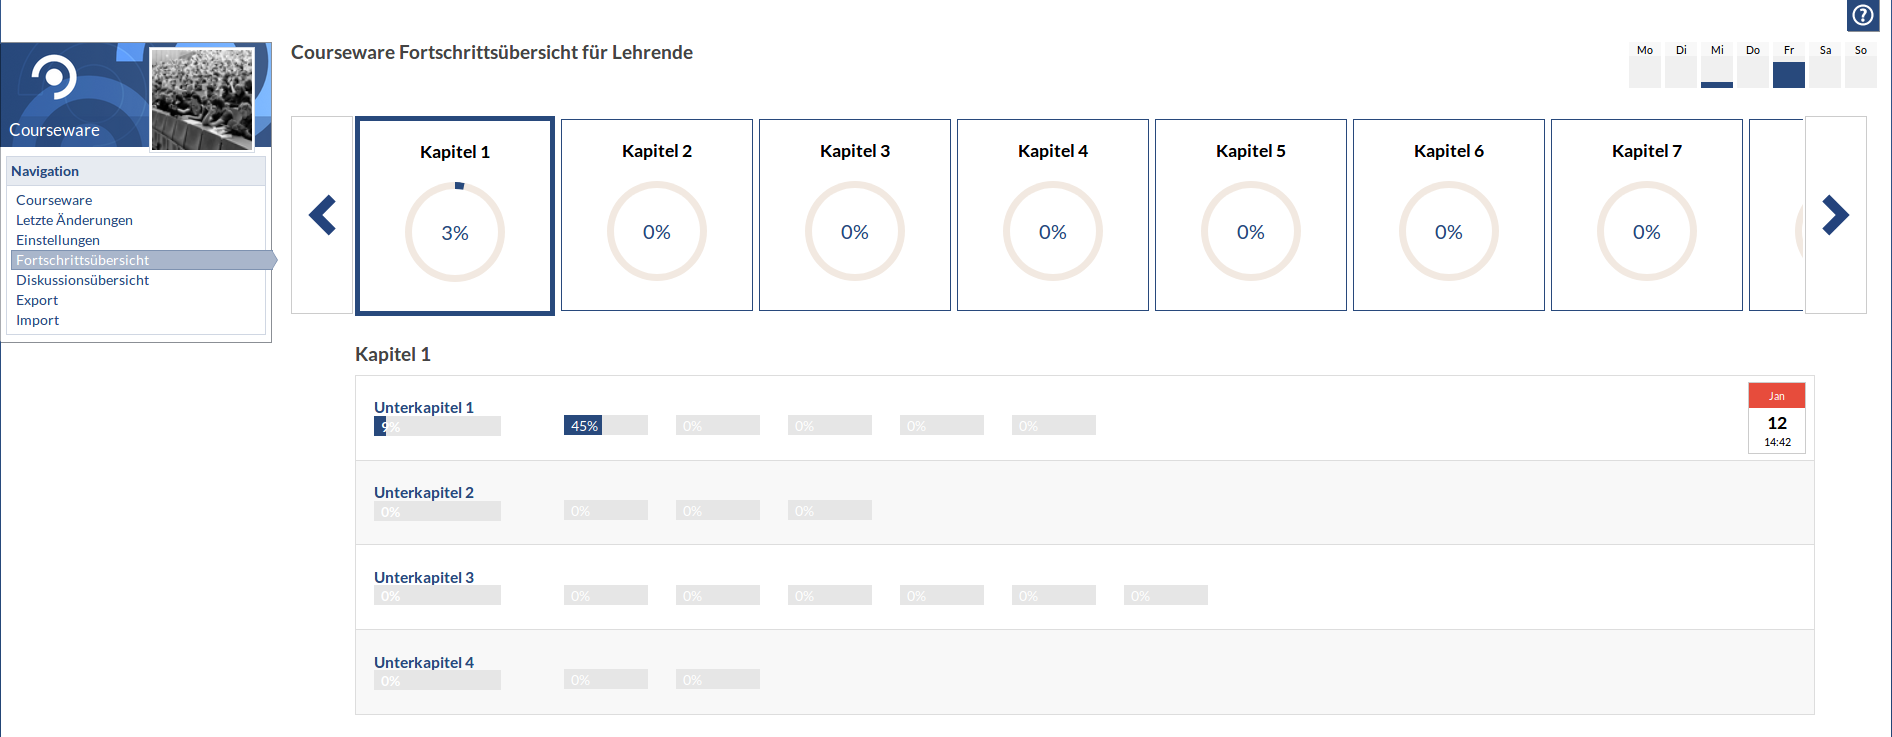 Courseware Fortschrittsübersicht für Lehrende
Mo Di Mi Do Fr Sa So
Courseware
Navigation
Courseware
Letzte Änderungen
Einstellungen
Fortschrittsübersicht
Diskussionsübersicht
Export
Import
Kapitel 1 Kapitel 2 Kapitel 3 Kapitel 4 Kapitel 5 Kapitel 6 Kapitel 7
3% 0% 0% 0% 0% 0% 0%
Kapitel 1
Unterkapitel 1
9% 45% 0% 0% 0% 0%
Jan
12
14:42
Unterkapitel 2
0% 0% 0% 0%
Unterkapitel 3
0% 0% 0% 0% 0% 0% 0%
Unterkapitel 4
0% 0% 0%